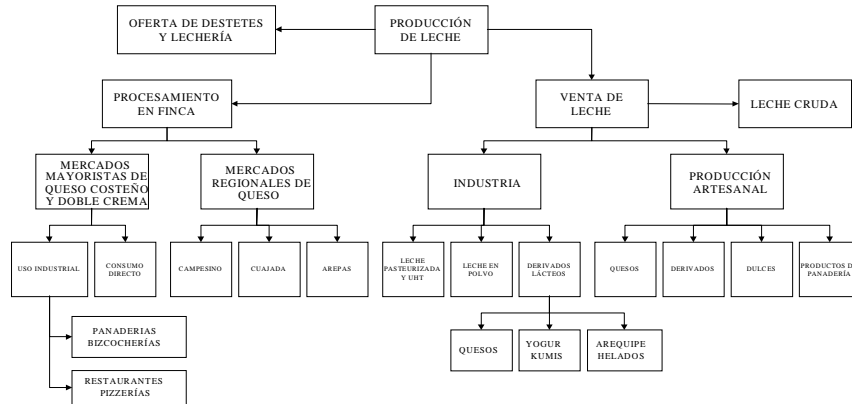 OFERTA DE DESTETES
Y LECHERÍA
PRODUCCIÓN
DE LECHE
PROCESAMIENTO
EN FINCA
VENTA DE
LECHE
LECHE CRUDA
MERCADOS
MAYORISTAS DE
QUESO COSTEÑO
Y DOBLE CREMA
MERCADOS
REGIONALES DE
QUESO
INDUSTRIA
PRODUCCIÓN
ARTESANAL
USO INDUSTRIAL
CONSUMO
DIRECTO
CAMPESINO
CUAJADA
AREPAS
LECHE
PASTEURIZADA
Y UHT
LECHE EN
POLVO
DERIVADOS
LÁCTEOS
QUESOS
DERIVADOS
DULCES
PRODUCTOS D
PANADERÍA
PANADERIAS
BIZCOCHERÍAS
QUESOS
YOGUR
KUMIS
AREQUIPE
HELADOS
RESTAURANTES
PIZZERÍAS